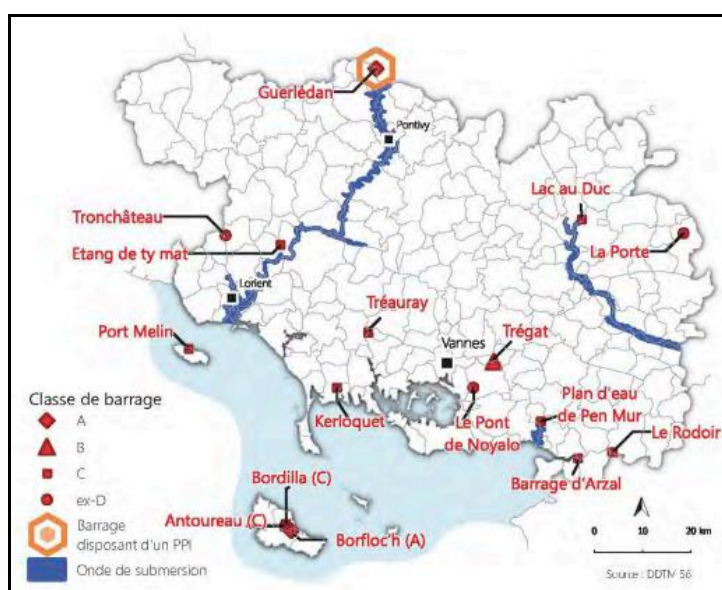 Guerlédan
Pontivy
Tronchâteau
Lac au Duc
Etang de ty mat
La Porte
Lorient
Tréauray
Port Melin
Vannes
Trégat
Classe de barrage
A
B
C
ex-D
Barrage
disposant d'un PPI
Onde de submersion
Kerloquet
Le Pont
de Noyalo
Plan d'eau
de Pen Mur
Le Rodoir
Barrage d'Arzal
Bordilla (C)
Antoureau (C)
Borfloc'h (A)
0 10 20 km
Source : DDTM 56